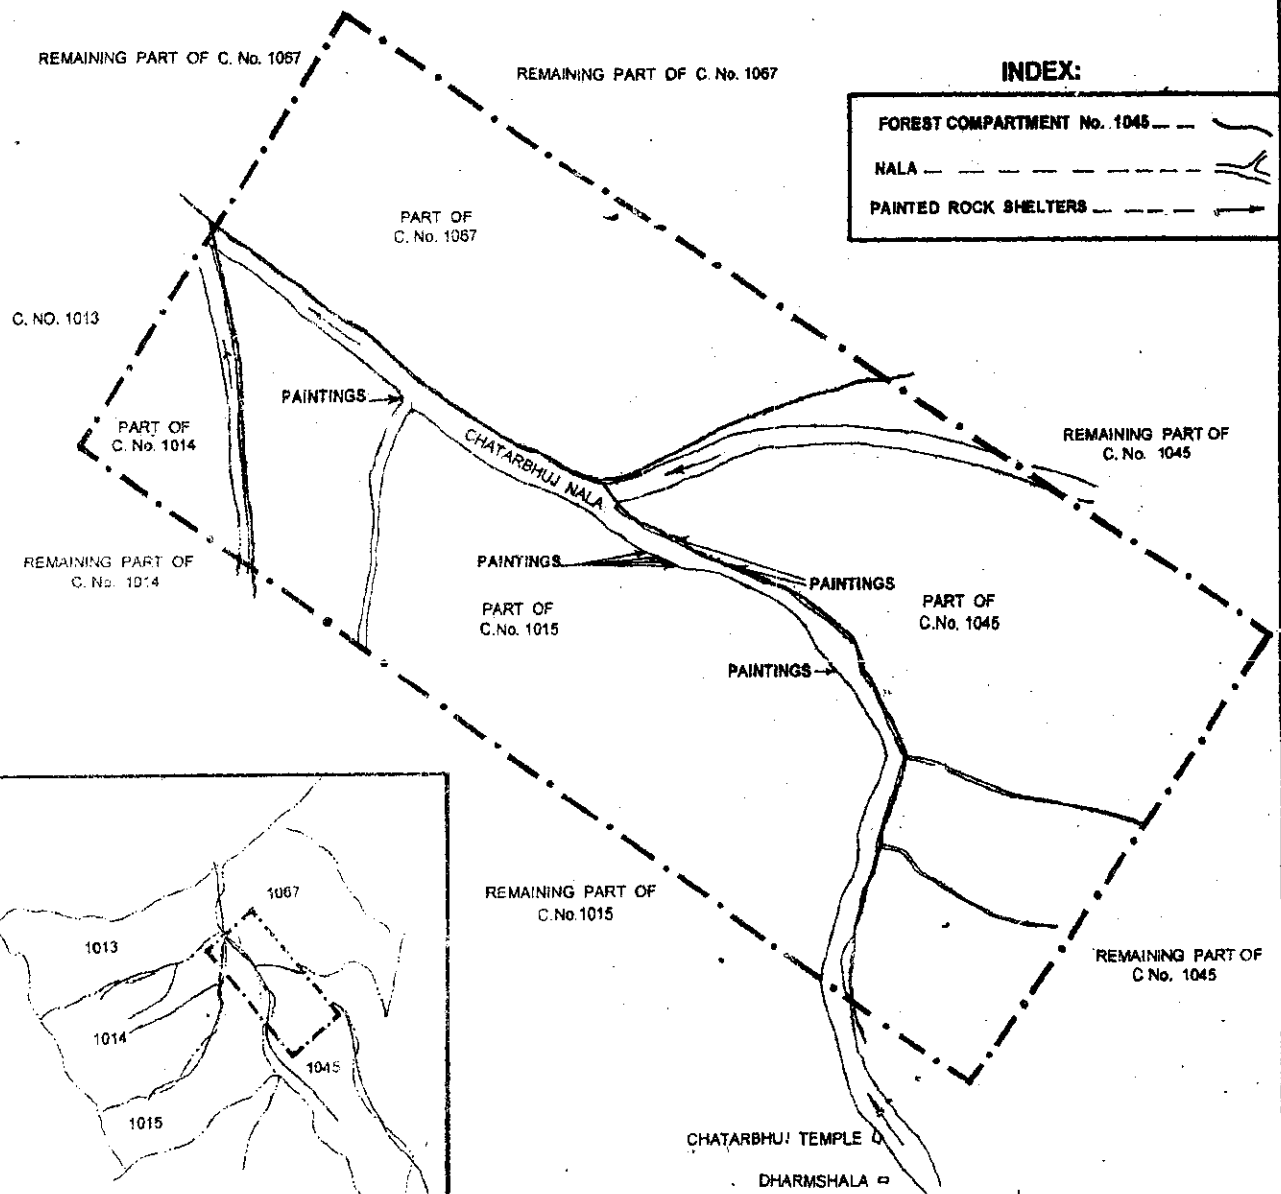 REMAINING PART OF C. No. 1067
REMAINING PART OF C. No. 1067
INDEX:
FOREST COMPARTMENT No. 1045
NALA
PAINTED ROCK SHELTERS
PART OF
C. No. 1067
C. NO. 1013
PAINTINGS
PART OF
C. No. 1014
CHATARBHUJ NALA
REMAINING PART OF
C. No. 1045
REMAINING PART OF
C. No. 1014
PAINTINGS
PAINTINGS
PART OF
C.No. 1015
PART OF
C.No. 1045
PAINTINGS
REMAINING PART OF
C.No.1015
REMAINING PART OF
C No. 1045
1067
1013
1014
1045
1015
CHATARBHUJ TEMPLE
DHARMSHALA